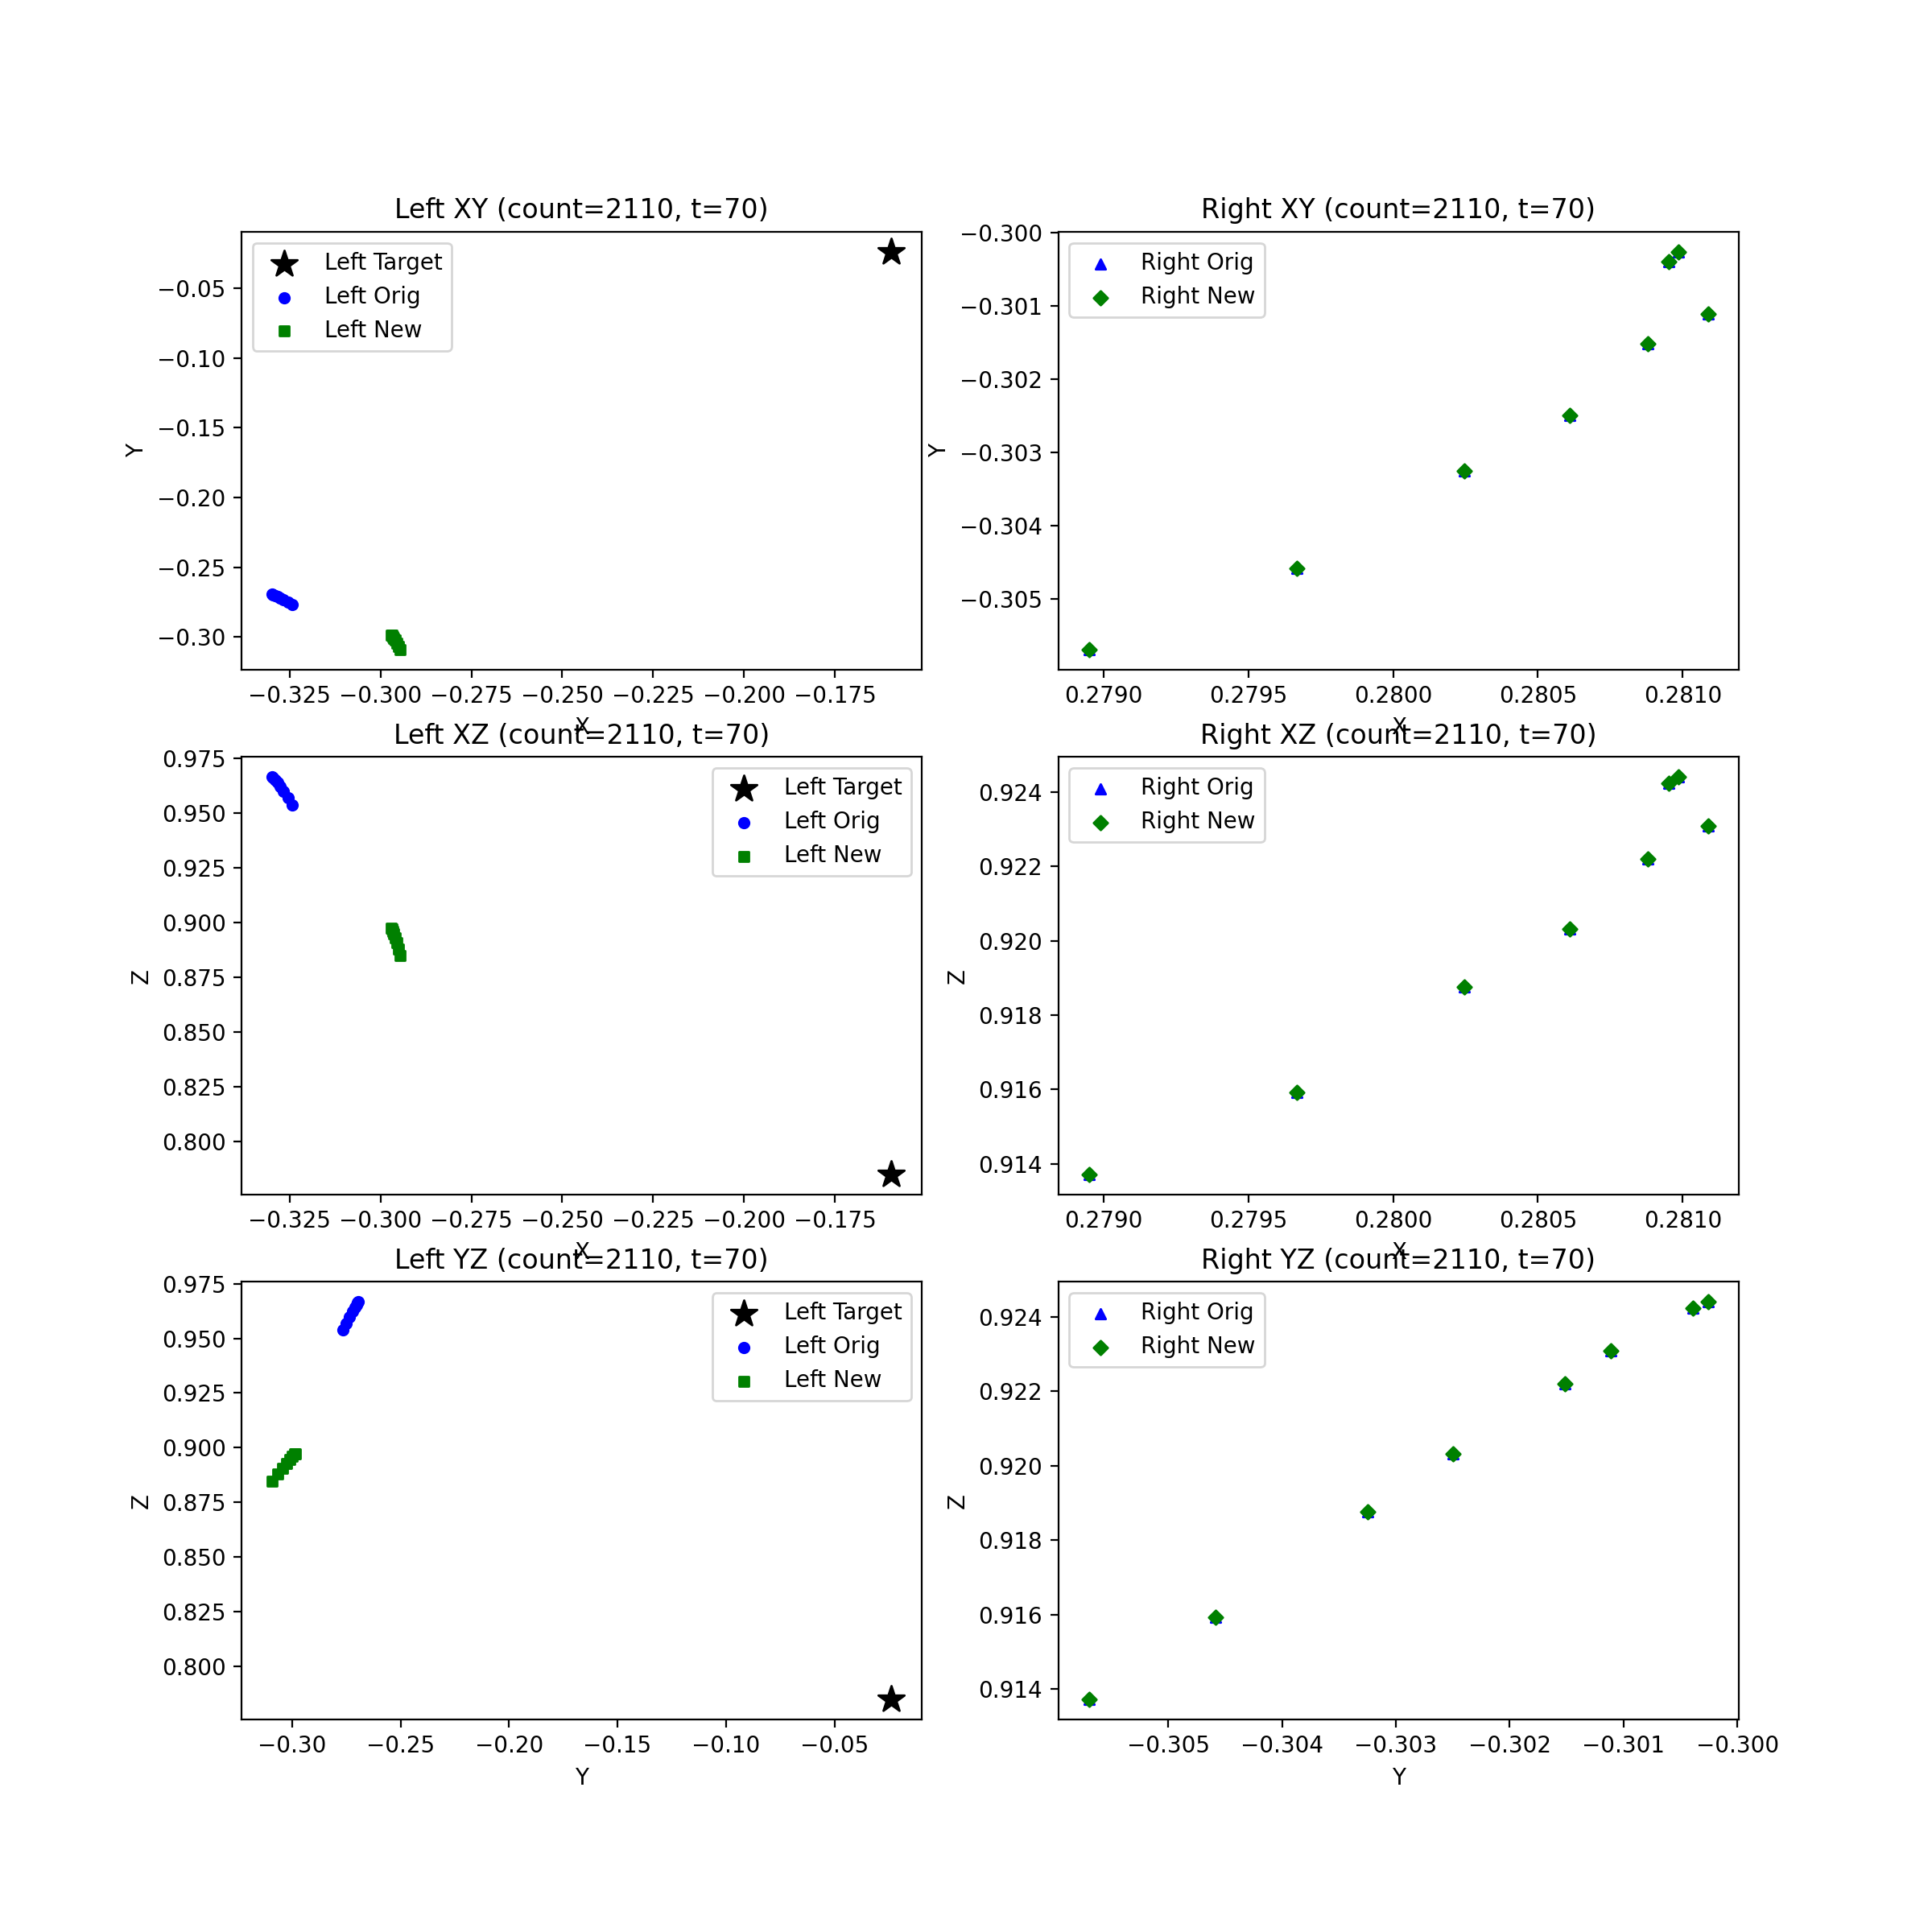 Left XY (count=2110, t=70)
Left Target
Left Orig
Left New
Y
−0.05
−0.10
−0.15
−0.20
−0.25
−0.30
−0.325 −0.300 −0.275 −0.250 −0.225 −0.200 −0.175
X
Right XY (count=2110, t=70)
Right Orig
Right New
Y
−0.300
−0.301
−0.302
−0.303
−0.304
−0.305
0.2790 0.2795 0.2800 0.2805 0.2810
X
Left XZ (count=2110, t=70)
Left Target
Left Orig
Left New
Z
0.975
0.950
0.925
0.900
0.875
0.850
0.825
0.800
−0.325 −0.300 −0.275 −0.250 −0.225 −0.200 −0.175
X
Right XZ (count=2110, t=70)
Right Orig
Right New
Z
0.924
0.922
0.920
0.918
0.916
0.914
0.2790 0.2795 0.2800 0.2805 0.2810
X
Left YZ (count=2110, t=70)
Left Target
Left Orig
Left New
Z
0.975
0.950
0.925
0.900
0.875
0.850
0.825
0.800
−0.30 −0.25 −0.20 −0.15 −0.10 −0.05
Y
Right YZ (count=2110, t=70)
Right Orig
Right New
Z
0.924
0.922
0.920
0.918
0.916
0.914
−0.305 −0.304 −0.303 −0.302 −0.301 −0.300
Y